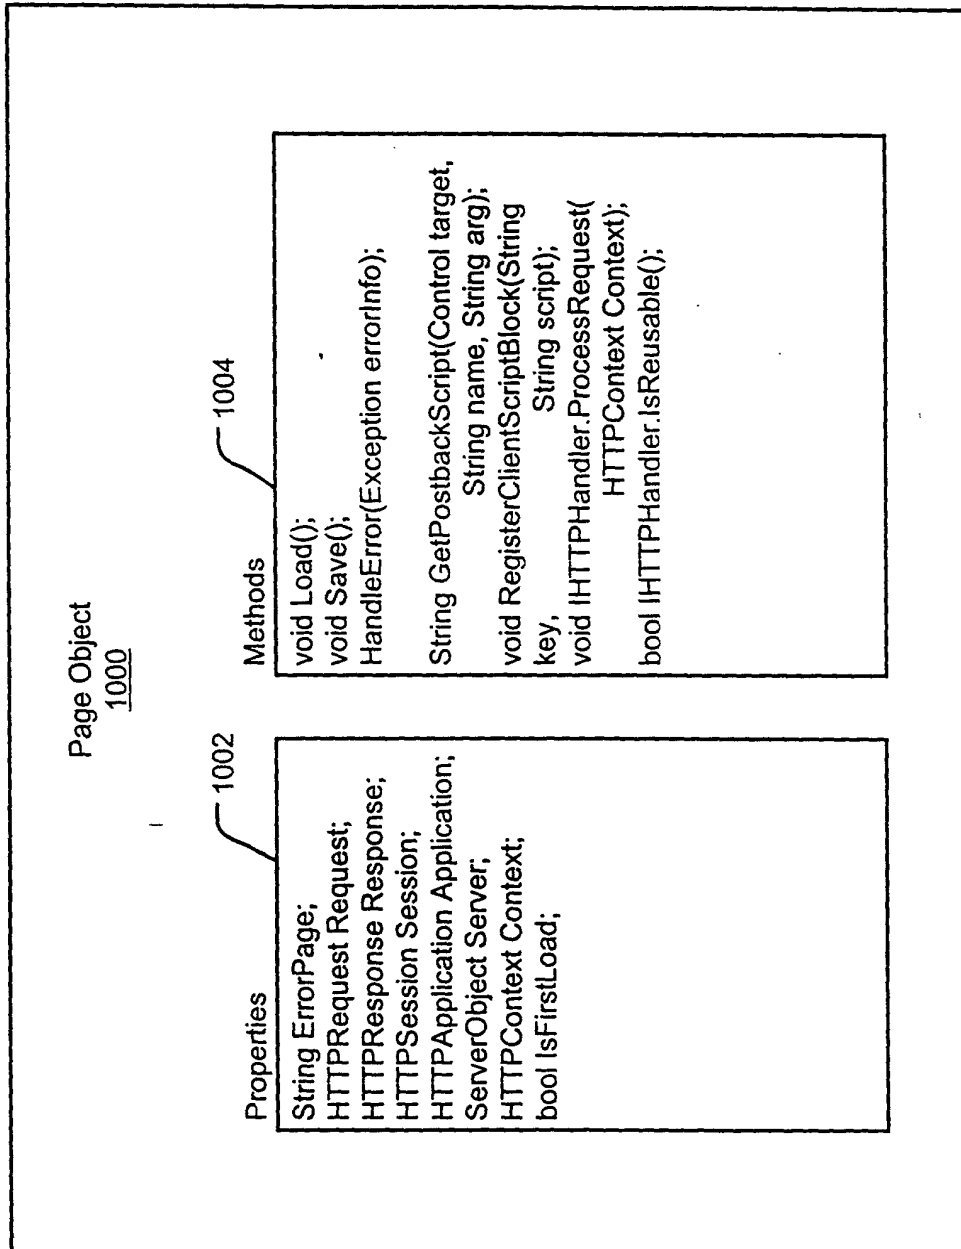 Page Object
1000
Properties
1002
String ErrorPage;
HTTPRequest Request;
HTTPResponse Response;
HTTPSession Session;
HTTPApplication Application;
ServerObject Server;
HTTPContext Context;
bool IsFirstLoad;
Methods
1004
void Load();
void Save();
HandleError(Exception errorInfo);
String GetPostbackScript(Control target,
String name, String arg);
void RegisterClientScriptBlock(String
key, String script);
void IHTTPHandler.ProcessRequest(
HTTPContext Context);
bool IHTTPHandler.IsReusable();